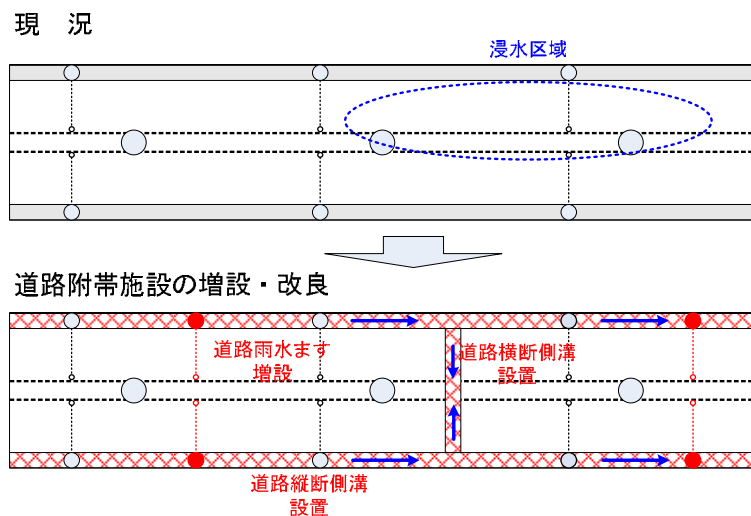 現　況
浸水区域
道路附帯施設の増設・改良
道路雨水ます
増設
道路横断側溝
設置
道路縦断側溝
設置